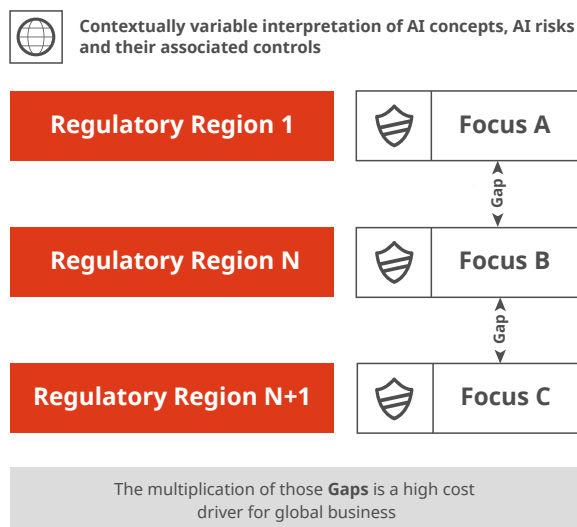 Contextually variable interpretation of AI concepts, AI risks
and their associated controls
Regulatory Region 1
Focus A
Gap
Regulatory Region N
Focus B
Gap
Regulatory Region N+1
Focus C
The multiplication of those Gaps is a high cost
driver for global business